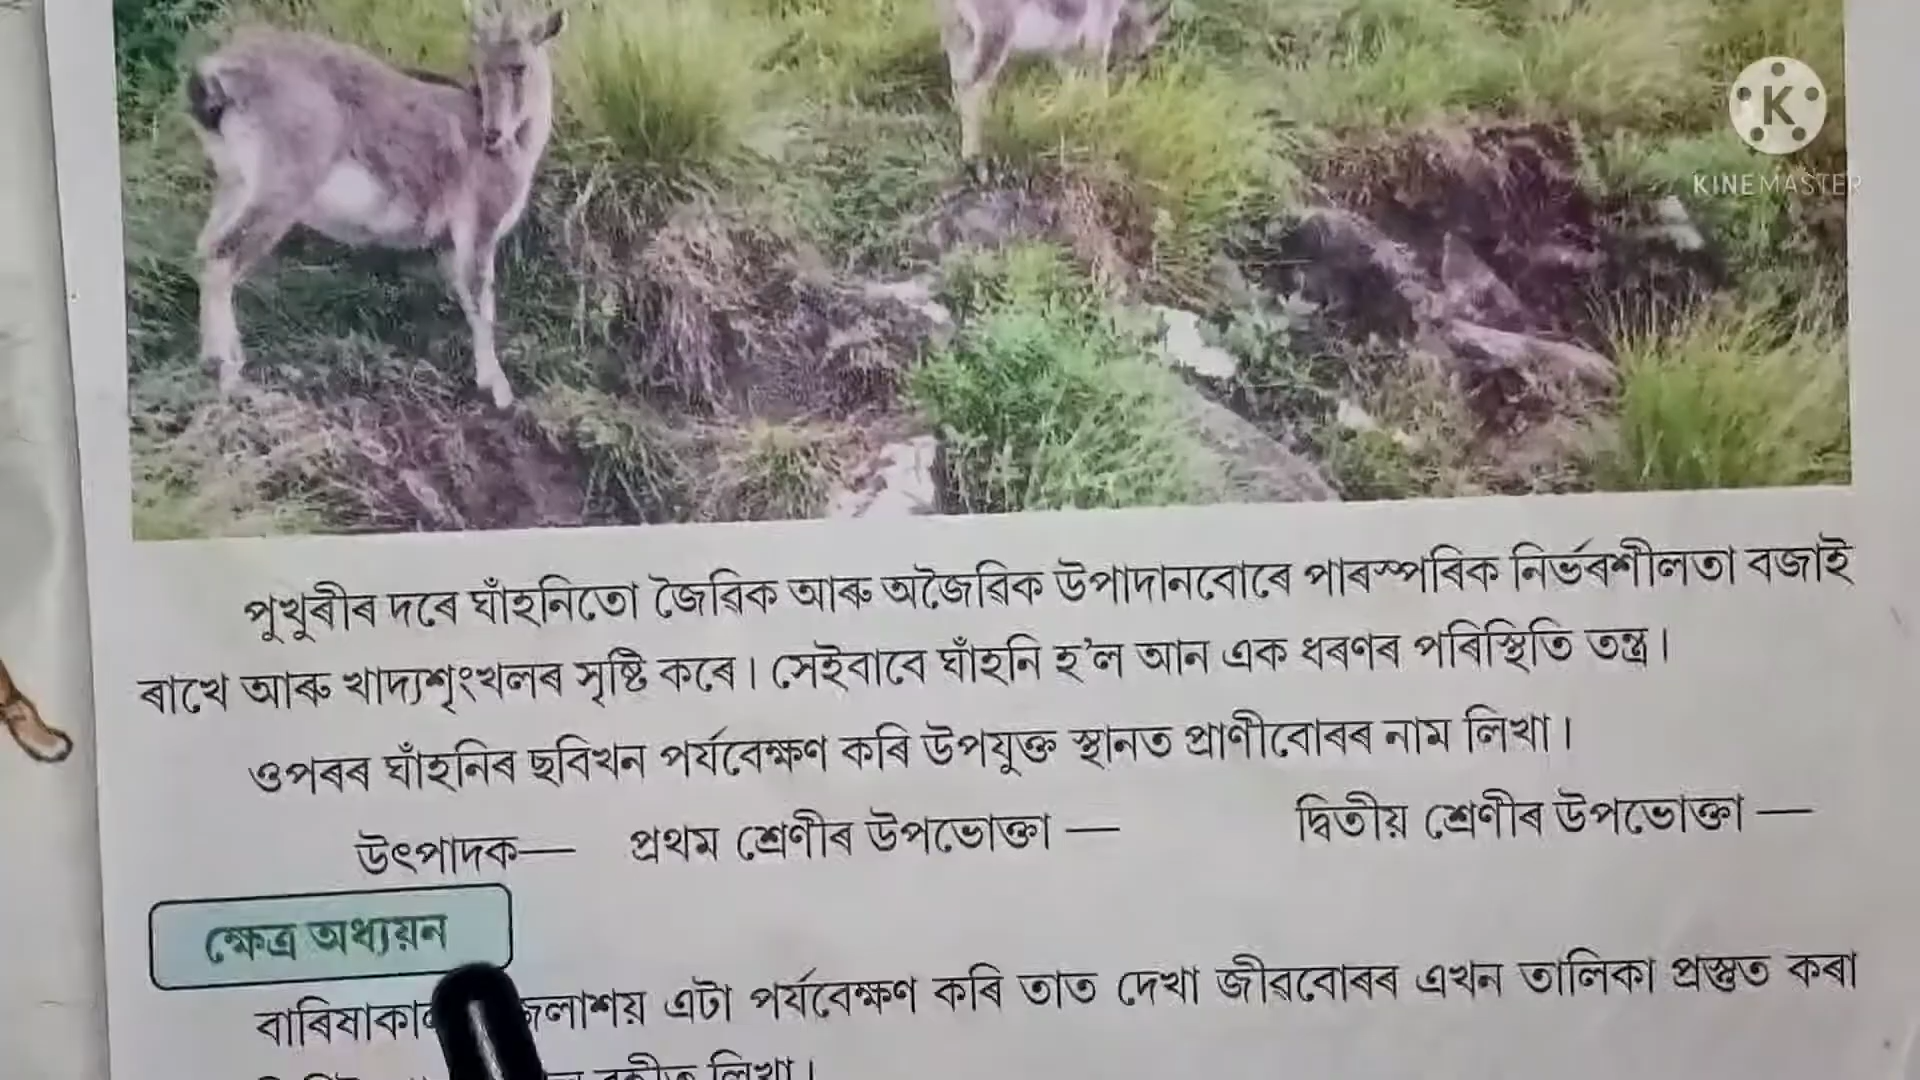 KINEMASTER
পুখুৰীৰ দৰে ঘাঁহনিতো জৈৱিক আৰু অজৈৱিক উপাদানবোৰে পাৰস্পৰিক নিৰ্ভৰশীলতা বজাই
ৰাখে আৰু খাদ্যশৃংখলৰ সৃষ্টি কৰে। সেইবাবে ঘাঁহনি হ'ল আন এক ধৰণৰ পৰিস্থিতি তন্ত্ৰ।
ওপৰৰ ঘাঁহনিৰ ছবিখন পৰ্যবেক্ষণ কৰি উপযুক্ত স্থানত প্ৰাণীবোৰৰ নাম লিখা।
উৎপাদক— প্ৰথম শ্ৰেণীৰ উপভোক্তা — দ্বিতীয় শ্ৰেণীৰ উপভোক্তা —
ক্ষেত্ৰ অধ্যয়ন
এটা পৰ্যবেক্ষণ কৰি তাত দেখা জীৱবোৰৰ এখন তালিকা প্ৰস্তুত কৰা
লিখা।